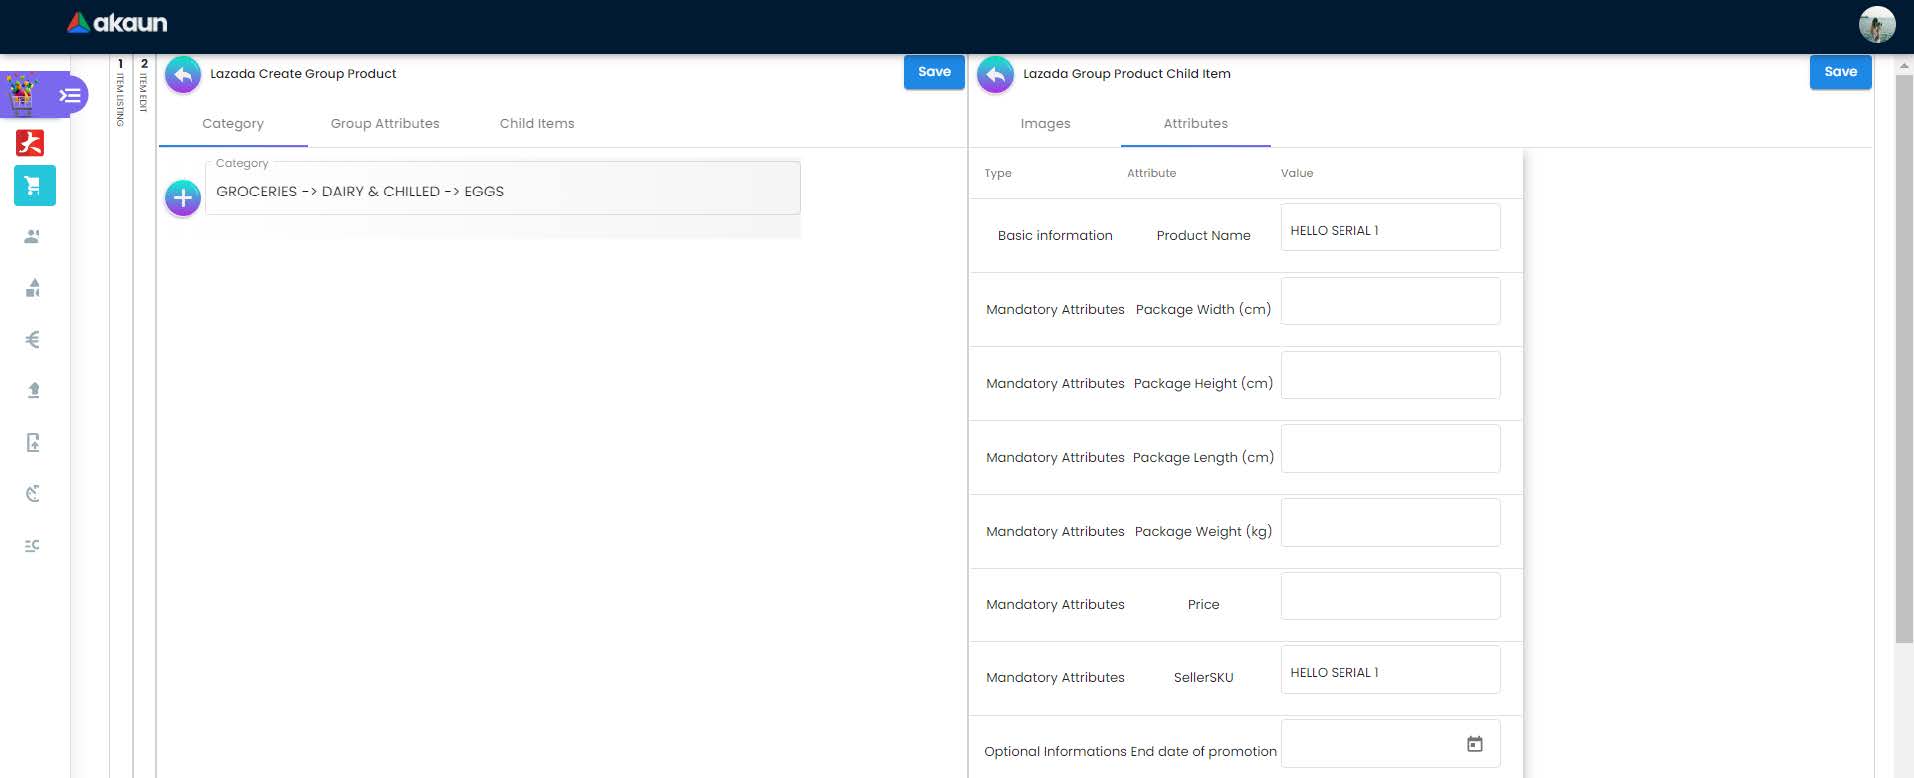 akaun
1 ITEM LISTING
2 ITEM EDIT
Lazada Create Group Product
Save
Category
Group Attributes
Child Items
Category
GROCERIES -> DAIRY & CHILLED -> EGGS
Lazada Group Product Child Item
Save
Images
Attributes
Type Attribute Value
Basic information Product Name HELLO SERIAL 1
Mandatory Attributes Package Width (cm)
Mandatory Attributes Package Height (cm)
Mandatory Attributes Package Length (cm)
Mandatory Attributes Package Weight (kg)
Mandatory Attributes Price
Mandatory Attributes SellerSKU HELLO SERIAL 1
Optional Informations End date of promotion